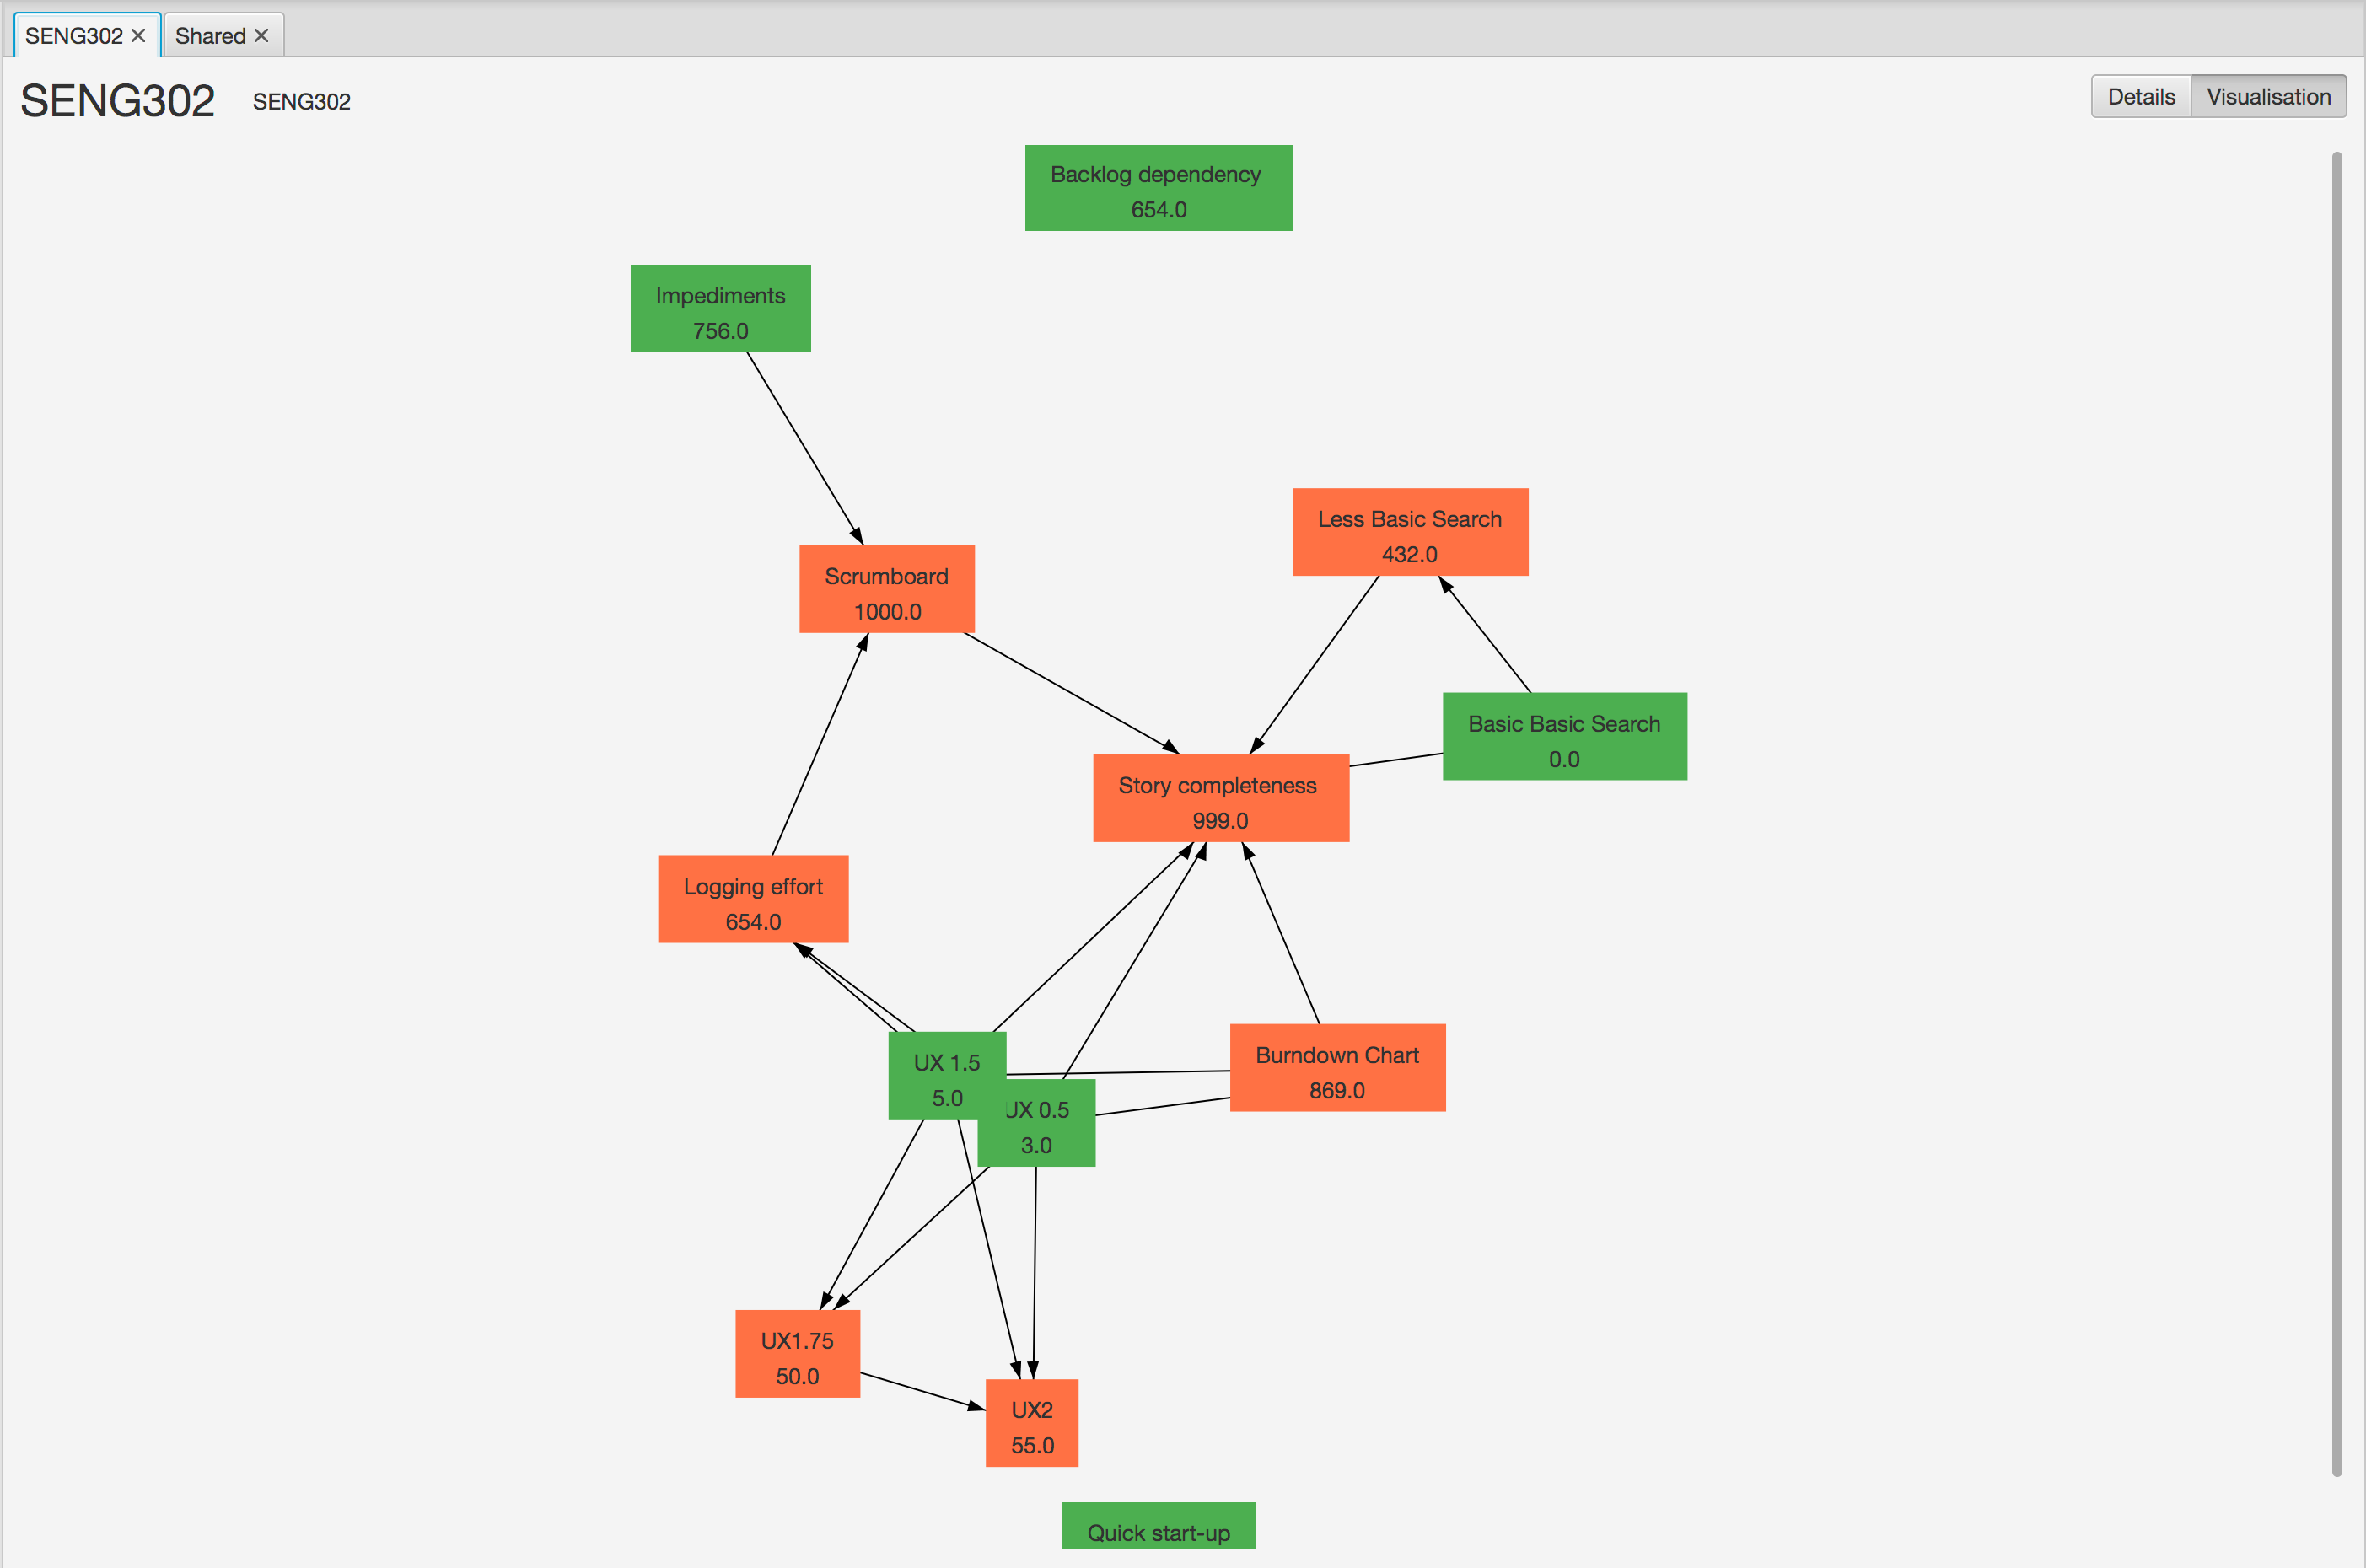 SENG302
Shared
SENG302
SENG302
Details
Visualisation
Backlog dependency
654.0
Impediments
756.0
Less Basic Search
432.0
Scrumboard
1000.0
Basic Basic Search
0.0
Story completeness
999.0
Logging effort
654.0
UX 1.5
5.0
Burndown Chart
869.0
UX 0.5
3.0
UX1.75
50.0
UX2
55.0
Quick start-up